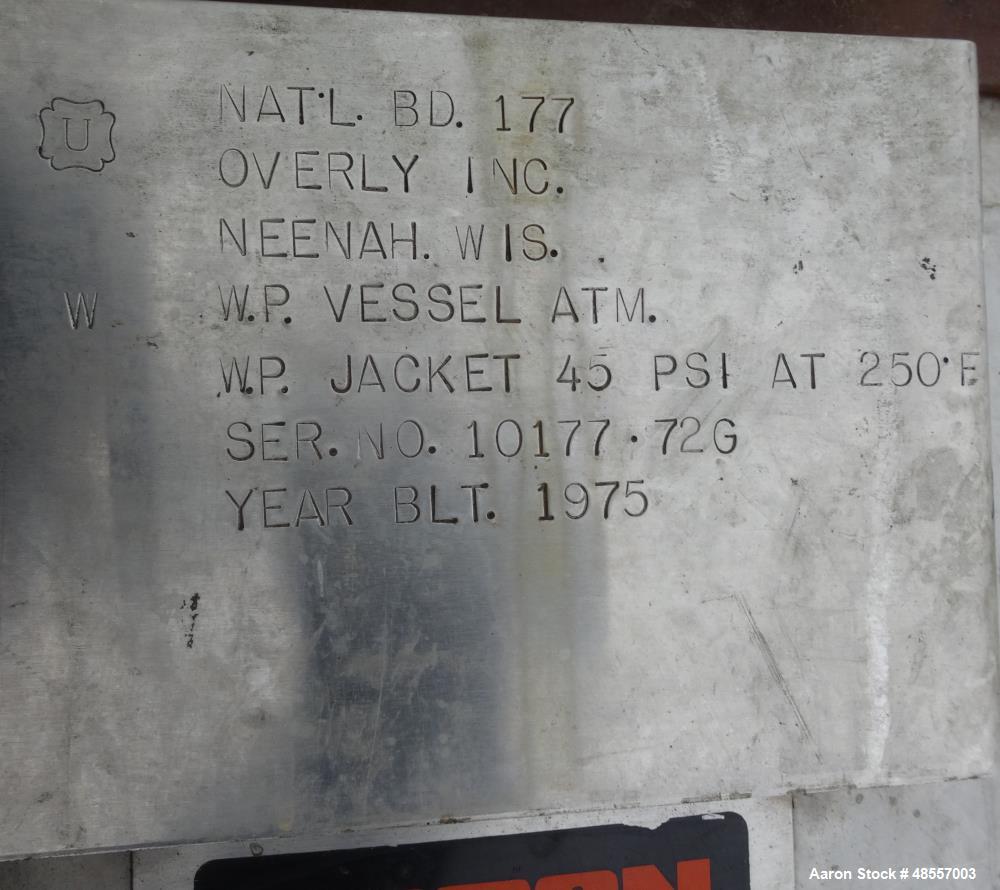 U NAT'L. BD. 177
OVERLY INC.
NEENAH. WIS.
W W.P. VESSEL ATM.
W.P. JACKET 45 PSI AT 250°F
SER. NO. 10177·72G
YEAR BLT. 1975
Aaron Stock # 48557003